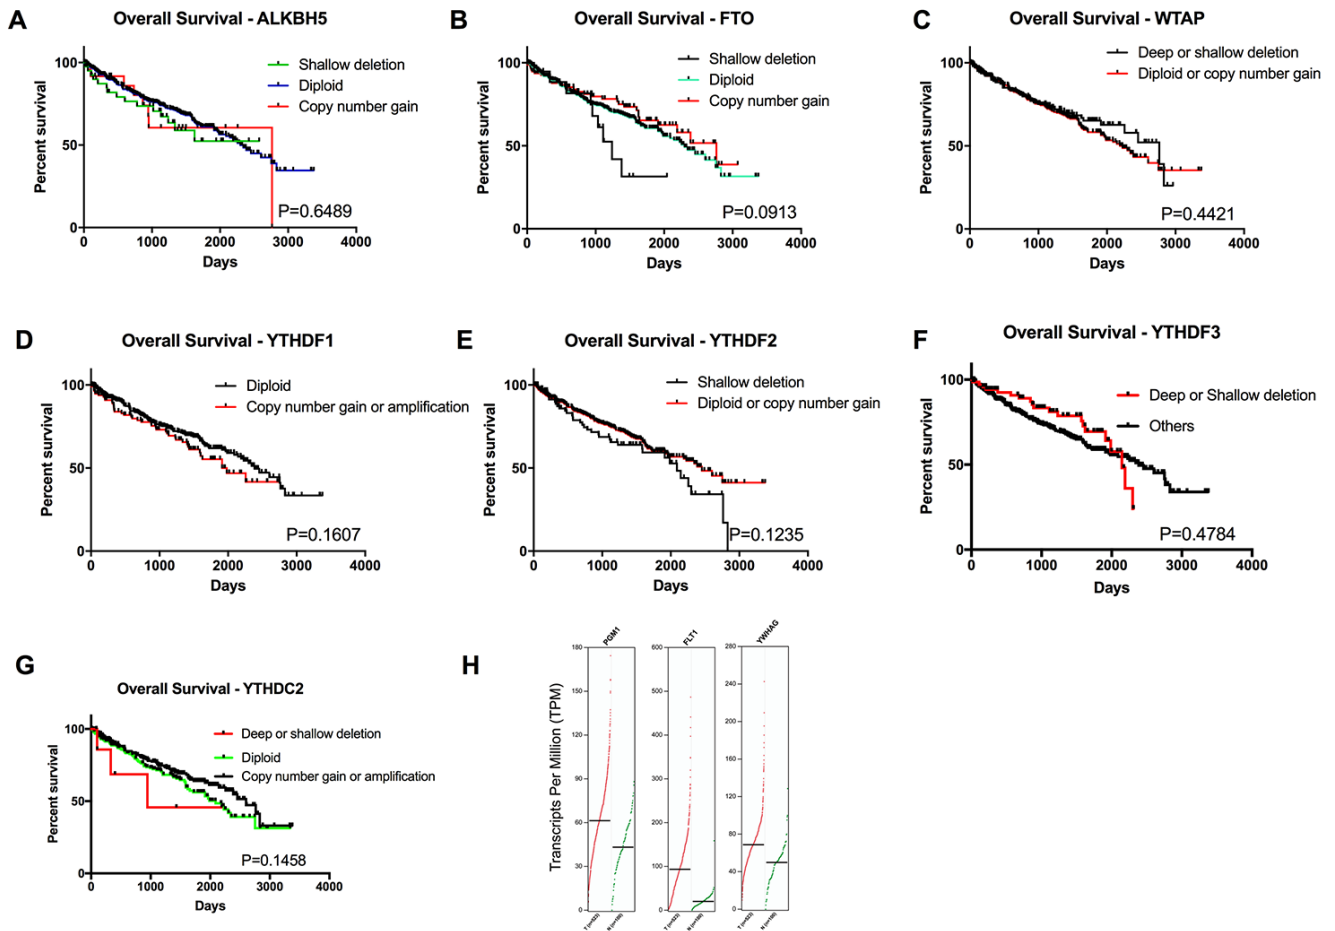 A
Overall Survival - ALKBH5
Percent survival
100
50
0
0 1000 2000 3000 4000
Days
Shallow deletion
Diploid
Copy number gain
P=0.6489
B
Overall Survival - FTO
Percent survival
100
50
0
0 1000 2000 3000 4000
Days
Shallow deletion
Diploid
Copy number gain
P=0.0913
C
Overall Survival - WTAP
Percent survival
100
50
0
0 1000 2000 3000 4000
Days
Deep or shallow deletion
Diploid or copy number gain
P=0.4421
D
Overall Survival - YTHDF1
Percent survival
100
50
0
0 1000 2000 3000 4000
Days
Diploid
Copy number gain or amplification
P=0.1607
E
Overall Survival - YTHDF2
Percent survival
100
50
0
0 1000 2000 3000 4000
Days
Shallow deletion
Diploid or copy number gain
P=0.1235
F
Overall Survival - YTHDF3
Percent survival
100
50
0
0 1000 2000 3000 4000
Days
Deep or Shallow deletion
Others
P=0.4784
G
Overall Survival - YTHDC2
Percent survival
100
50
0
0 1000 2000 3000 4000
Days
Deep or shallow deletion
Diploid
Copy number gain or amplification
P=0.1458
H
Transcripts Per Million (TPM)
PGM1
180
150
120
90
60
30
0
T (n=523)
N (n=100)
FLT1
600
500
400
300
200
100
0
T (n=523)
N (n=100)
YWHAG
280
240
200
160
120
80
40
0
T (n=523)
N (n=100)